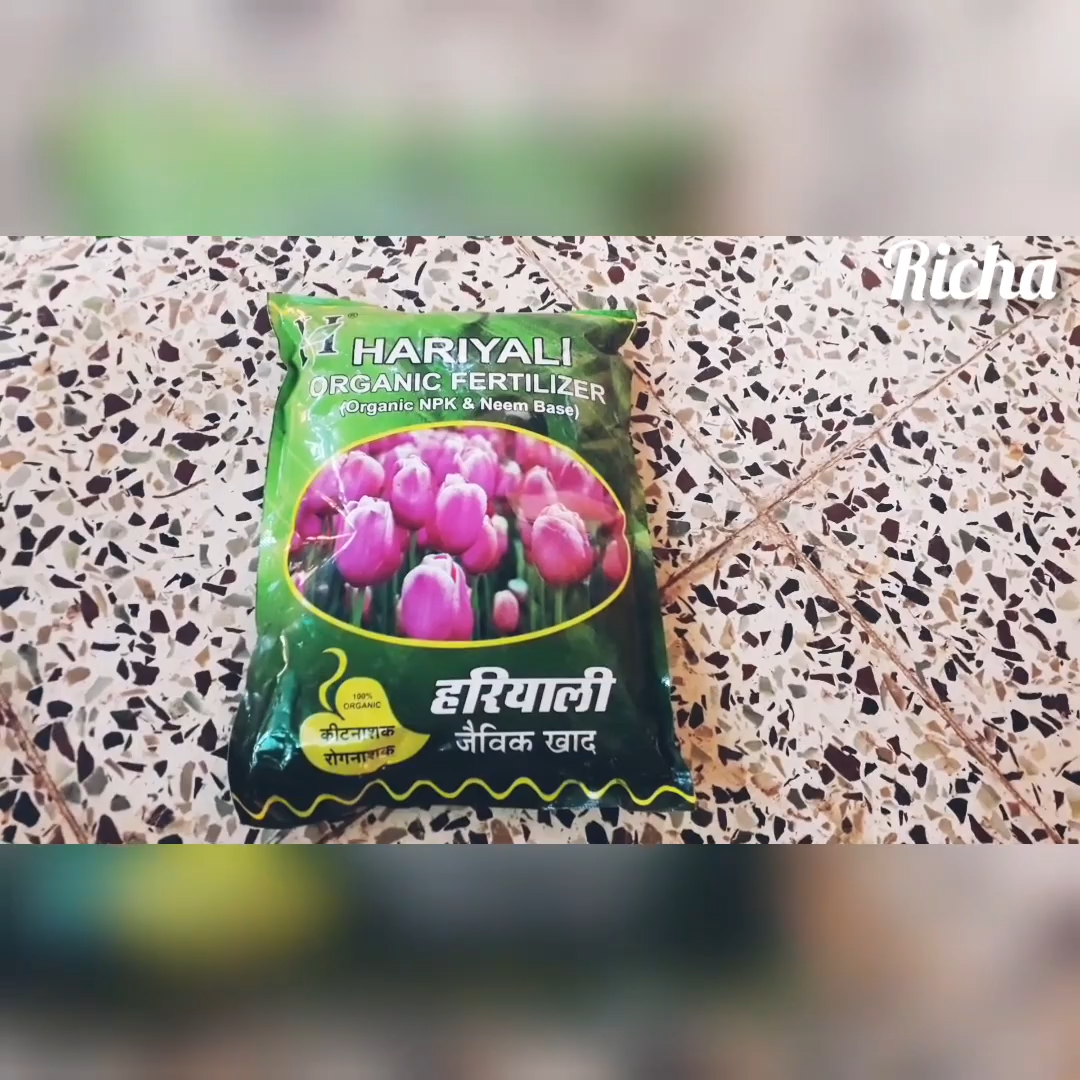 Richa
H ®
HARIYALI
ORGANIC FERTILIZER
(Organic NPK & Neem Base)
100%
ORGANIC
कीटनाशक
रोगनाशक
हरियाली
जैविक खाद